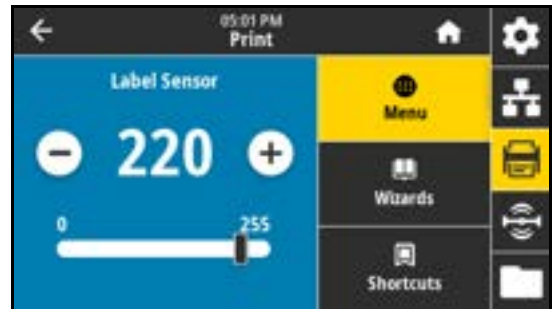 05:01 PM
Print
Label Sensor
220
0 255
Menu
Wizards
Shortcuts